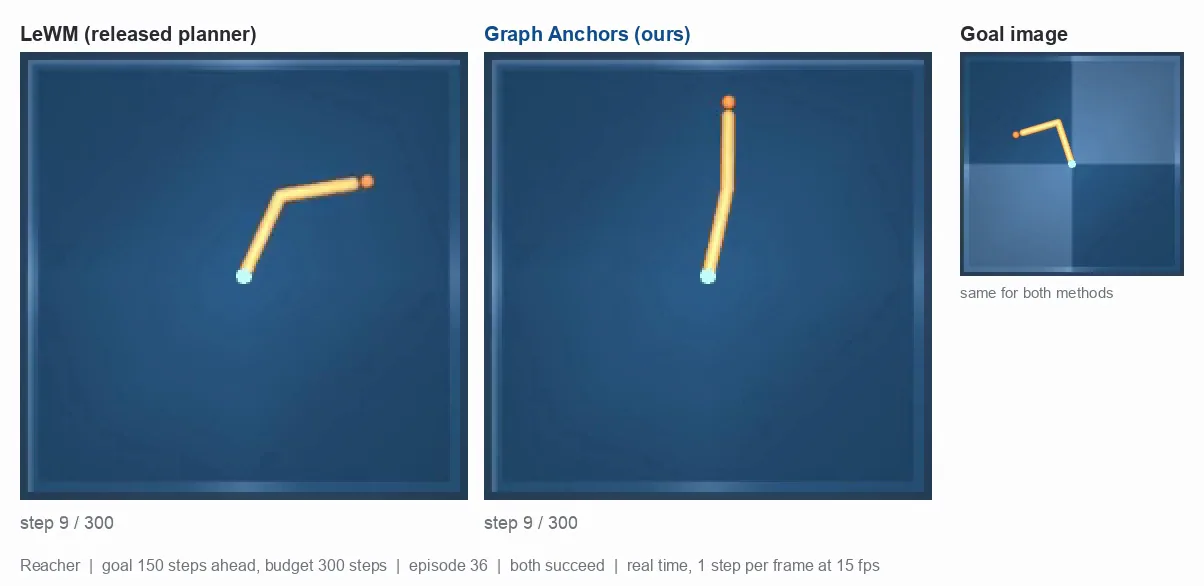 LeWM (released planner)
Graph Anchors (ours)
Goal image
same for both methods
step 9 / 300
step 9 / 300
Reacher | goal 150 steps ahead, budget 300 steps | episode 36 | both succeed | real time, 1 step per frame at 15 fps